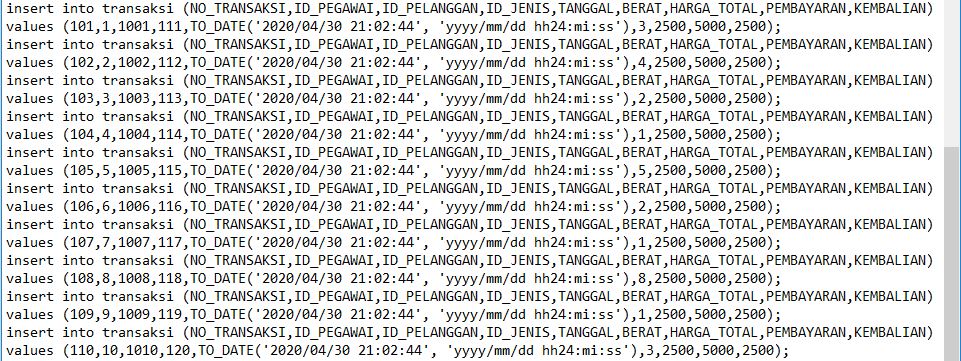 insert into transaksi (NO_TRANSAKSI,ID_PEGAWAI,ID_PELANGGAN,ID_JENIS,TANGGAL,BERAT,HARGA_TOTAL,PEMBAYARAN,KEMBALIAN)
values (101,1,1001,111,TO_DATE('2020/04/30 21:02:44', 'yyyy/mm/dd hh24:mi:ss'),3,2500,5000,2500);
insert into transaksi (NO_TRANSAKSI,ID_PEGAWAI,ID_PELANGGAN,ID_JENIS,TANGGAL,BERAT,HARGA_TOTAL,PEMBAYARAN,KEMBALIAN)
values (102,2,1002,112,TO_DATE('2020/04/30 21:02:44', 'yyyy/mm/dd hh24:mi:ss'),4,2500,5000,2500);
insert into transaksi (NO_TRANSAKSI,ID_PEGAWAI,ID_PELANGGAN,ID_JENIS,TANGGAL,BERAT,HARGA_TOTAL,PEMBAYARAN,KEMBALIAN)
values (103,3,1003,113,TO_DATE('2020/04/30 21:02:44', 'yyyy/mm/dd hh24:mi:ss'),2,2500,5000,2500);
insert into transaksi (NO_TRANSAKSI,ID_PEGAWAI,ID_PELANGGAN,ID_JENIS,TANGGAL,BERAT,HARGA_TOTAL,PEMBAYARAN,KEMBALIAN)
values (104,4,1004,114,TO_DATE('2020/04/30 21:02:44', 'yyyy/mm/dd hh24:mi:ss'),1,2500,5000,2500);
insert into transaksi (NO_TRANSAKSI,ID_PEGAWAI,ID_PELANGGAN,ID_JENIS,TANGGAL,BERAT,HARGA_TOTAL,PEMBAYARAN,KEMBALIAN)
values (105,5,1005,115,TO_DATE('2020/04/30 21:02:44', 'yyyy/mm/dd hh24:mi:ss'),5,2500,5000,2500);
insert into transaksi (NO_TRANSAKSI,ID_PEGAWAI,ID_PELANGGAN,ID_JENIS,TANGGAL,BERAT,HARGA_TOTAL,PEMBAYARAN,KEMBALIAN)
values (106,6,1006,116,TO_DATE('2020/04/30 21:02:44', 'yyyy/mm/dd hh24:mi:ss'),2,2500,5000,2500);
insert into transaksi (NO_TRANSAKSI,ID_PEGAWAI,ID_PELANGGAN,ID_JENIS,TANGGAL,BERAT,HARGA_TOTAL,PEMBAYARAN,KEMBALIAN)
values (107,7,1007,117,TO_DATE('2020/04/30 21:02:44', 'yyyy/mm/dd hh24:mi:ss'),1,2500,5000,2500);
insert into transaksi (NO_TRANSAKSI,ID_PEGAWAI,ID_PELANGGAN,ID_JENIS,TANGGAL,BERAT,HARGA_TOTAL,PEMBAYARAN,KEMBALIAN)
values (108,8,1008,118,TO_DATE('2020/04/30 21:02:44', 'yyyy/mm/dd hh24:mi:ss'),8,2500,5000,2500);
insert into transaksi (NO_TRANSAKSI,ID_PEGAWAI,ID_PELANGGAN,ID_JENIS,TANGGAL,BERAT,HARGA_TOTAL,PEMBAYARAN,KEMBALIAN)
values (109,9,1009,119,TO_DATE('2020/04/30 21:02:44', 'yyyy/mm/dd hh24:mi:ss'),1,2500,5000,2500);
insert into transaksi (NO_TRANSAKSI,ID_PEGAWAI,ID_PELANGGAN,ID_JENIS,TANGGAL,BERAT,HARGA_TOTAL,PEMBAYARAN,KEMBALIAN)
values (110,10,1010,120,TO_DATE('2020/04/30 21:02:44', 'yyyy/mm/dd hh24:mi:ss'),3,2500,5000,2500);